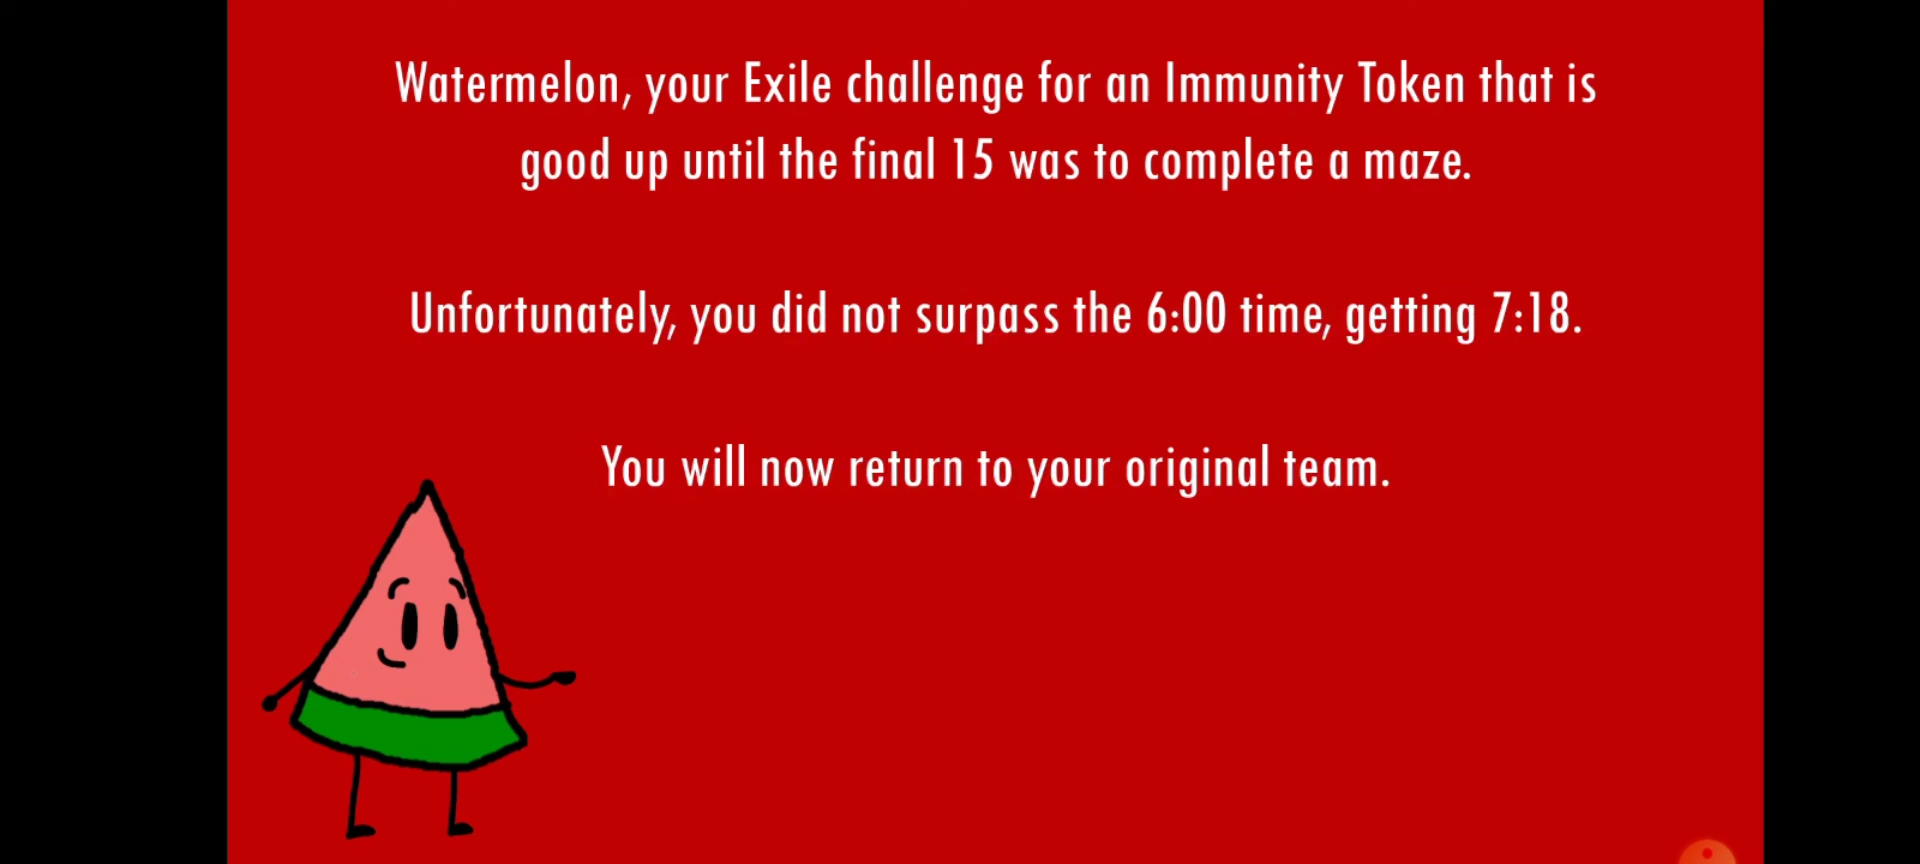 Watermelon, your Exile challenge for an Immunity Token that is
good up until the final 15 was to complete a maze.
Unfortunately, you did not surpass the 6:00 time, getting 7:18.
You will now return to your original team.